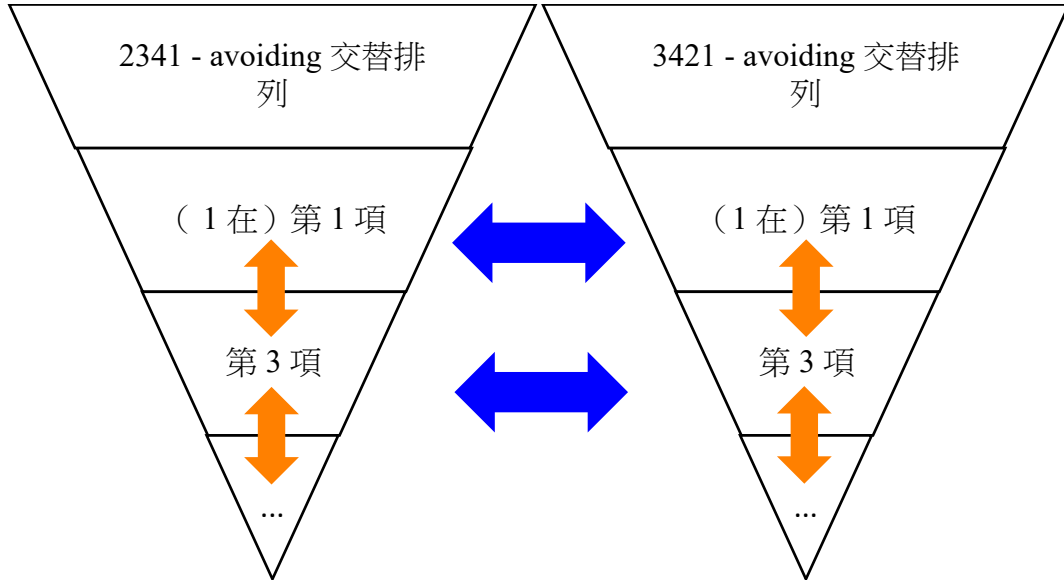 2341 - avoiding 交替排
列
（ 1 在）第 1 項
第 3 項
...
3421 - avoiding 交替排
列
（1 在）第 1 項
第 3 項
...